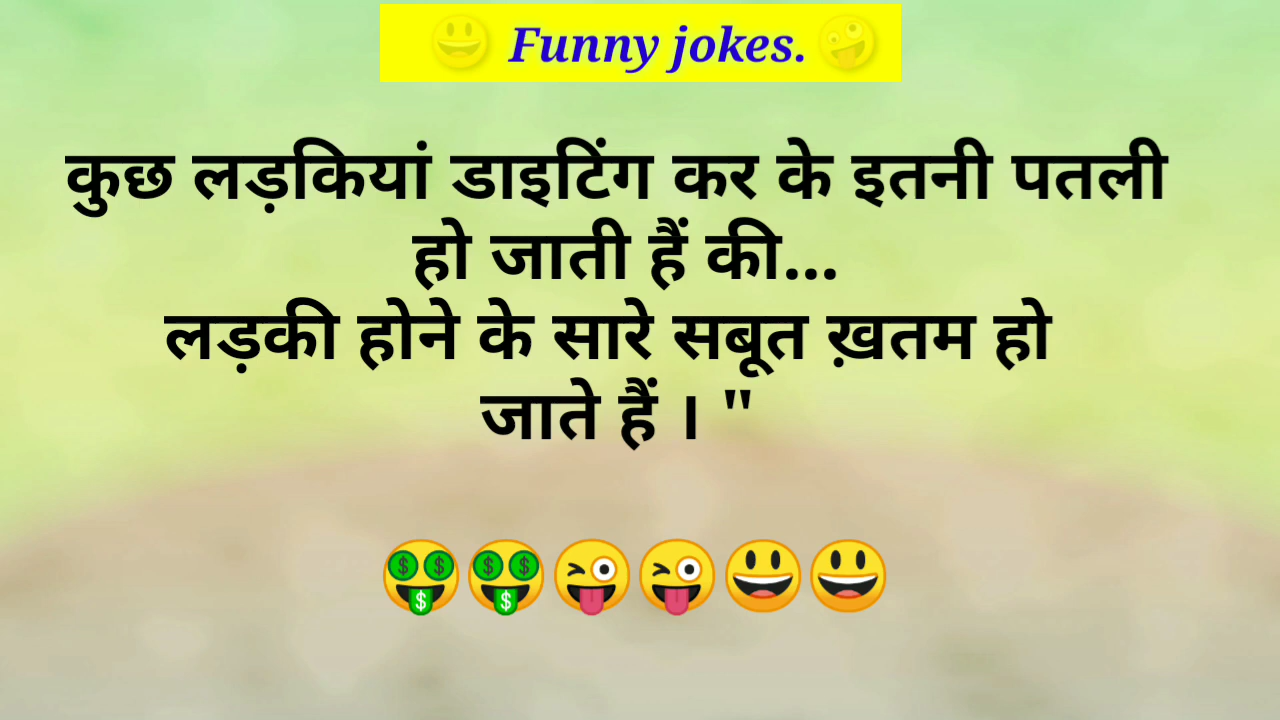 😃 Funny jokes. 🤪
कुछ लड़कियां डाइटिंग कर के इतनी पतली
हो जाती हैं की...
लड़की होने के सारे सबूत ख़तम हो
जाते हैं । "
🤑🤑😜😜😃😃